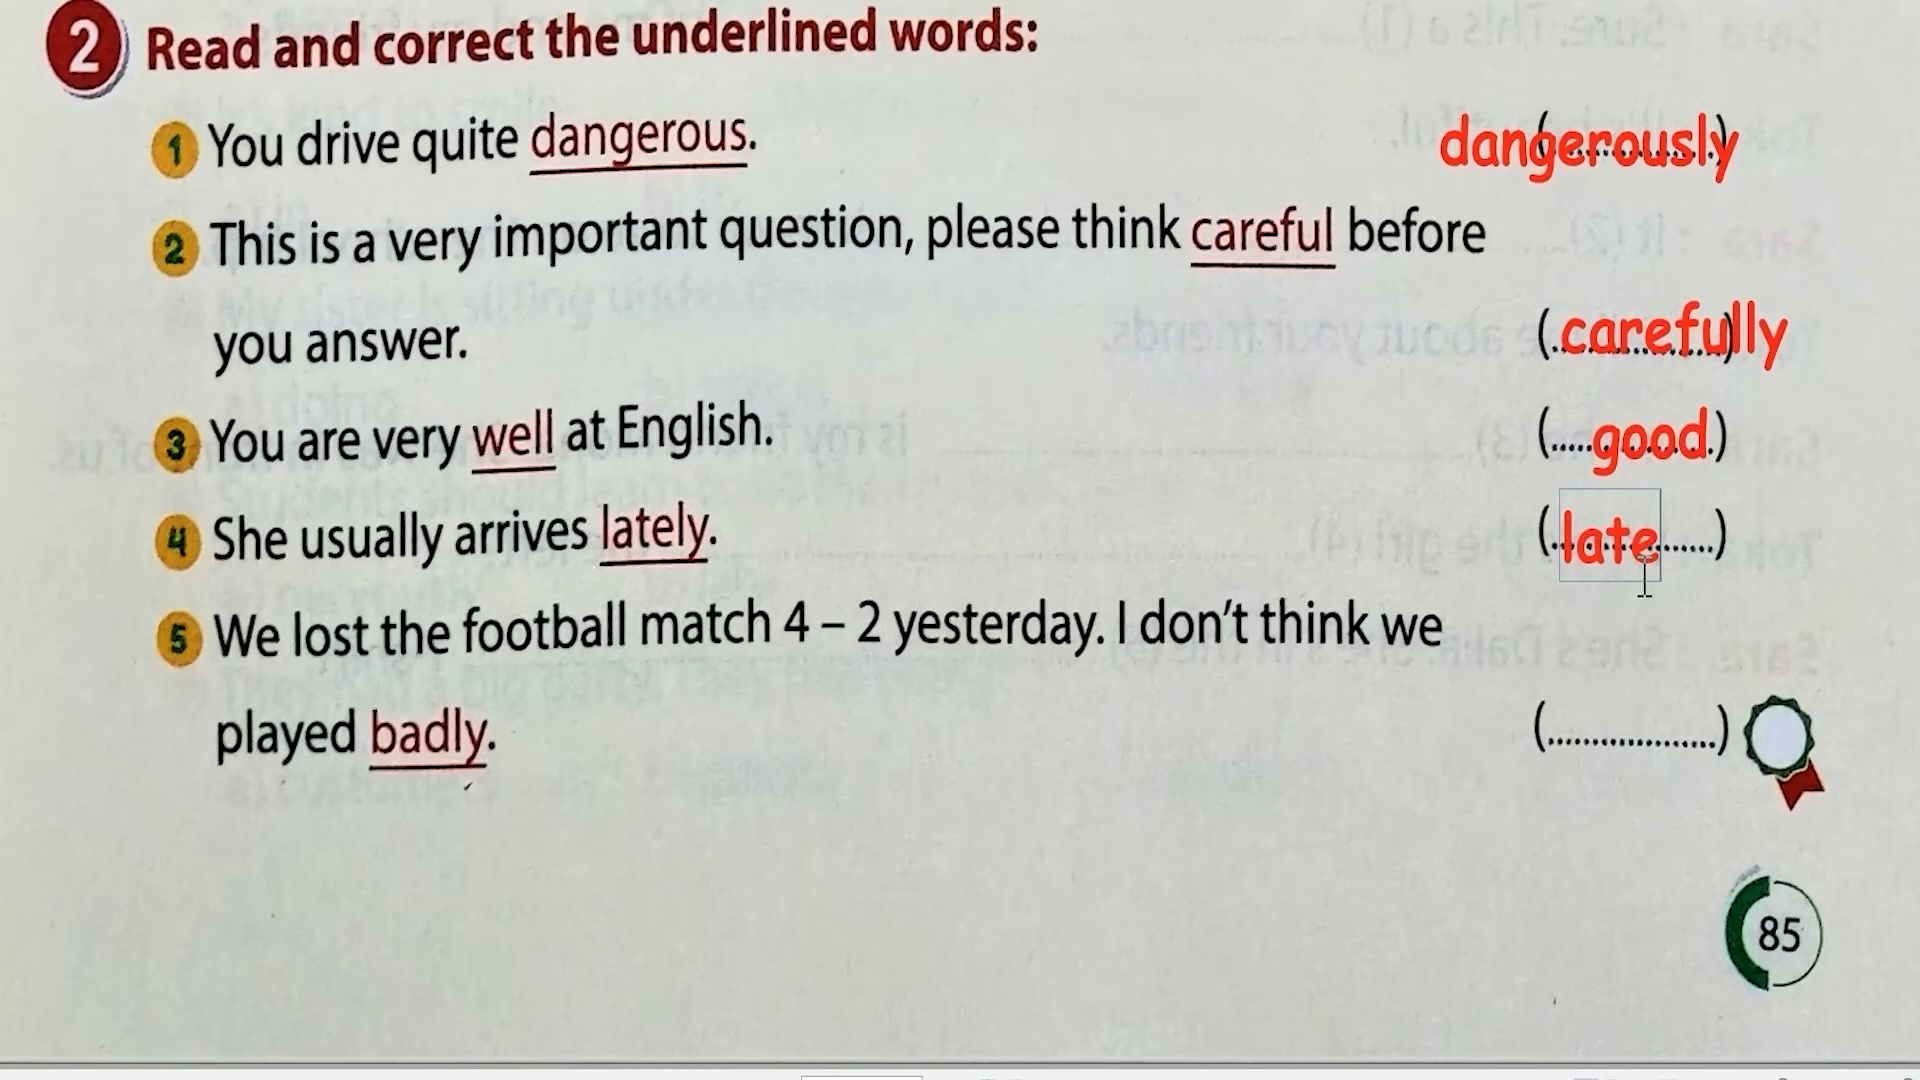 2 Read and correct the underlined words:
1 You drive quite dangerous. (..................) dangerously
2 This is a very important question, please think careful before
you answer. (..................) carefully
3 You are very well at English. (..................) good
4 She usually arrives lately. (..................) late
5 We lost the football match 4 – 2 yesterday. I don't think we
played badly. (..................)
85